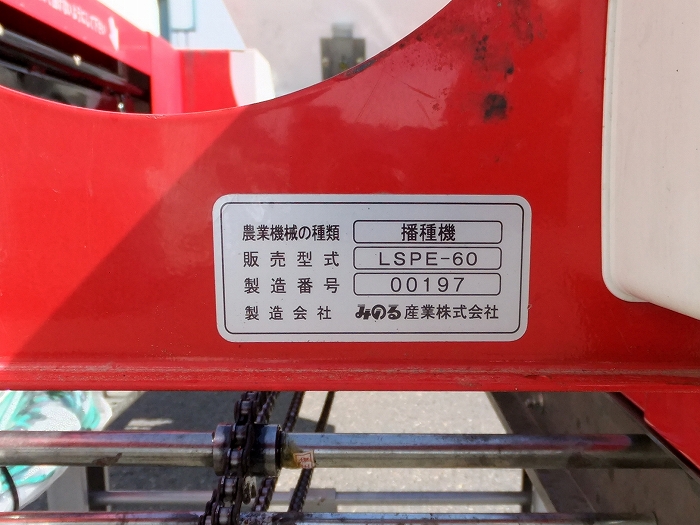 農業機械の種類 播種機
販売型式 LSPE-60
製造番号 00197
製造会社 みのる産業株式会社